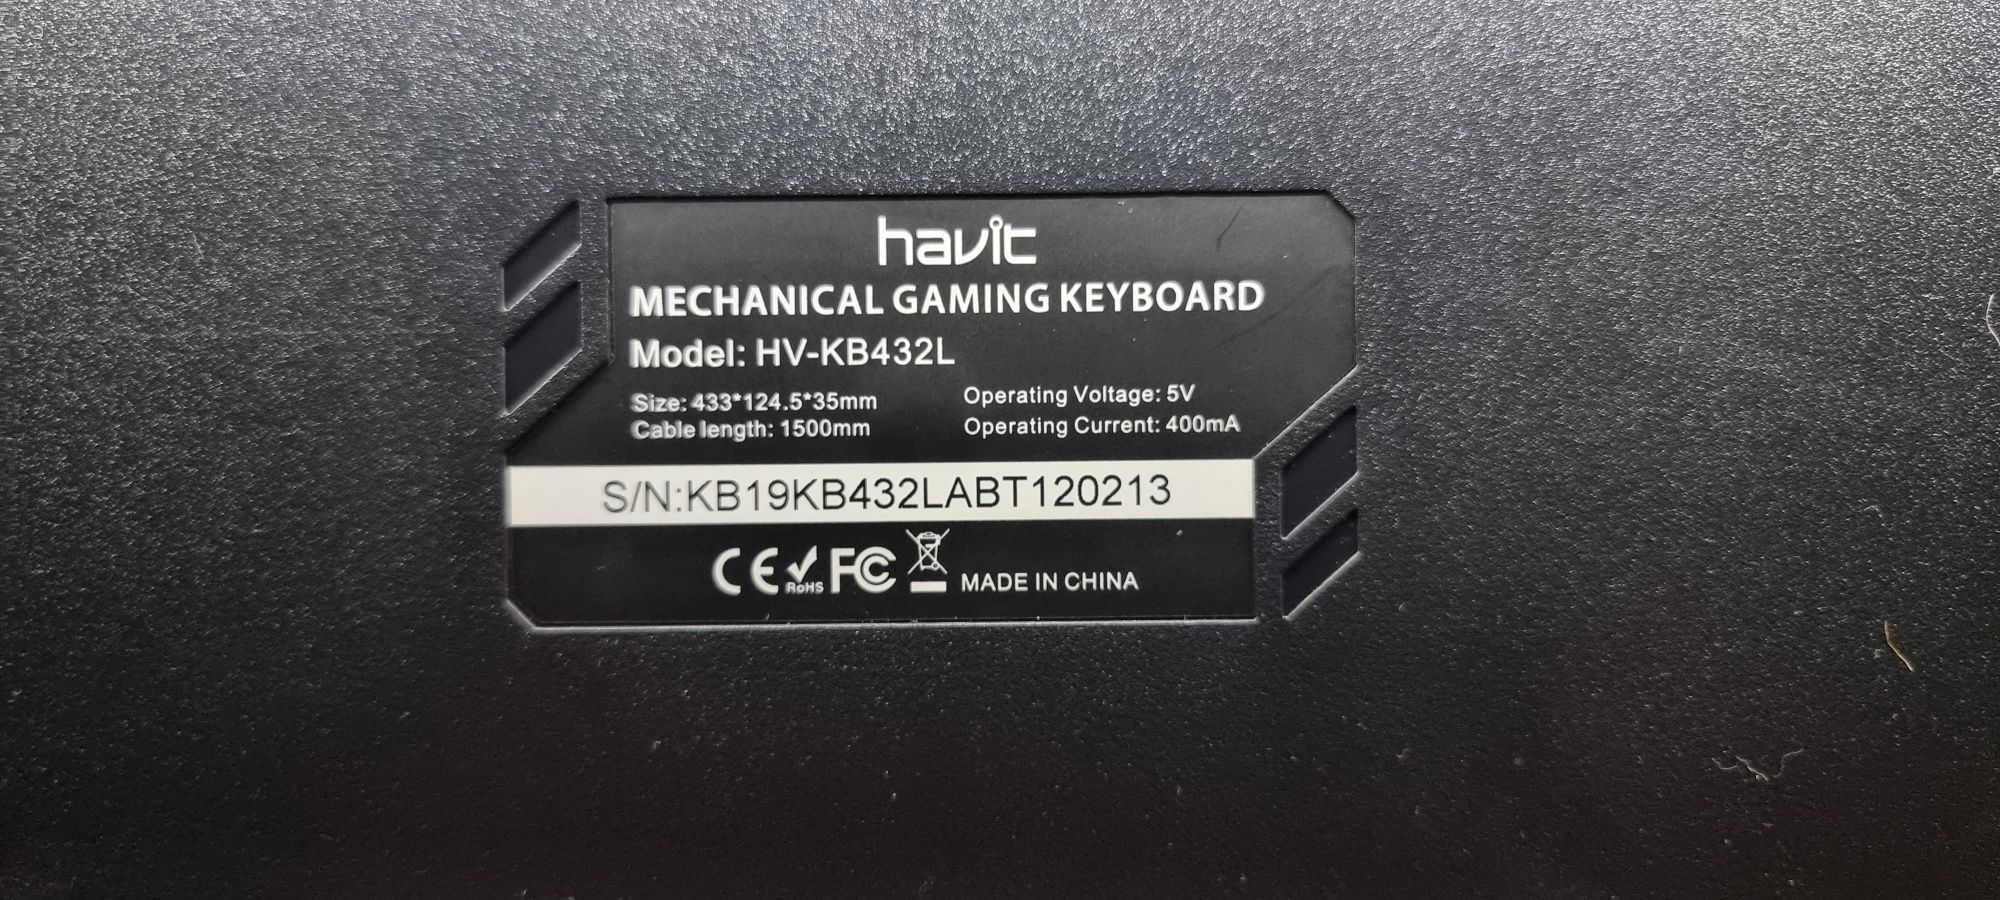 havit
MECHANICAL GAMING KEYBOARD
Model: HV-KB432L
Size: 433*124.5*35mm
Cable length: 1500mm
Operating Voltage: 5V
Operating Current: 400mA
S/N:KB19KB432LABT120213
CE RoHS FC MADE IN CHINA